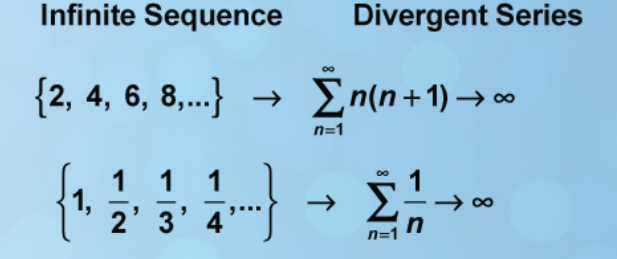 Infinite Sequence Divergent Series
{2, 4, 6, 8,...} → ∞ ∑ n=1 n(n+1) → ∞
{1, 1/2, 1/3, 1/4,...} → ∞ ∑ n=1 1/n → ∞